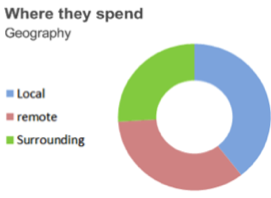 Where they spend
Geography
Local
remote
Surrounding